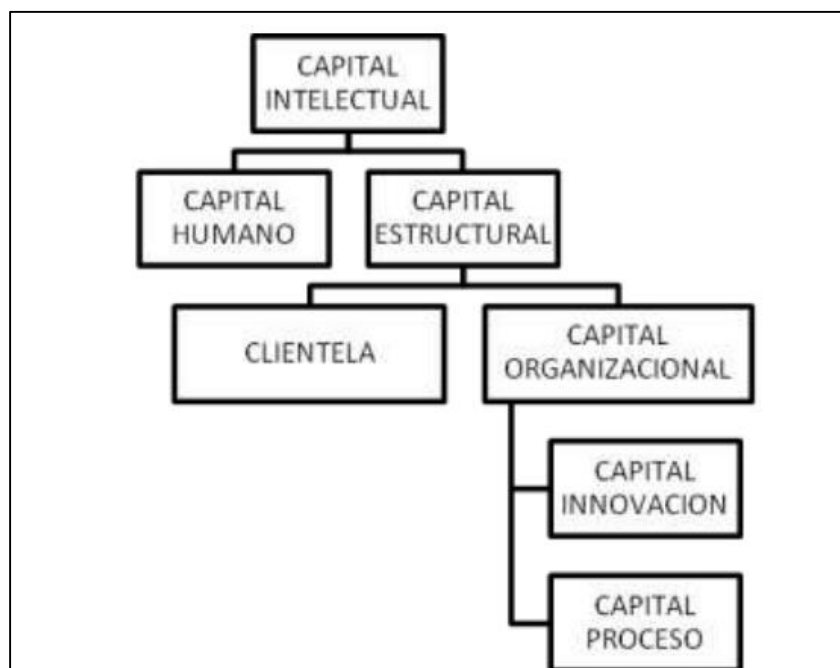 CAPITAL
INTELECTUAL
CAPITAL
HUMANO
CAPITAL
ESTRUCTURAL
CLIENTELA
CAPITAL
ORGANIZACIONAL
CAPITAL
INNOVACION
CAPITAL
PROCESO